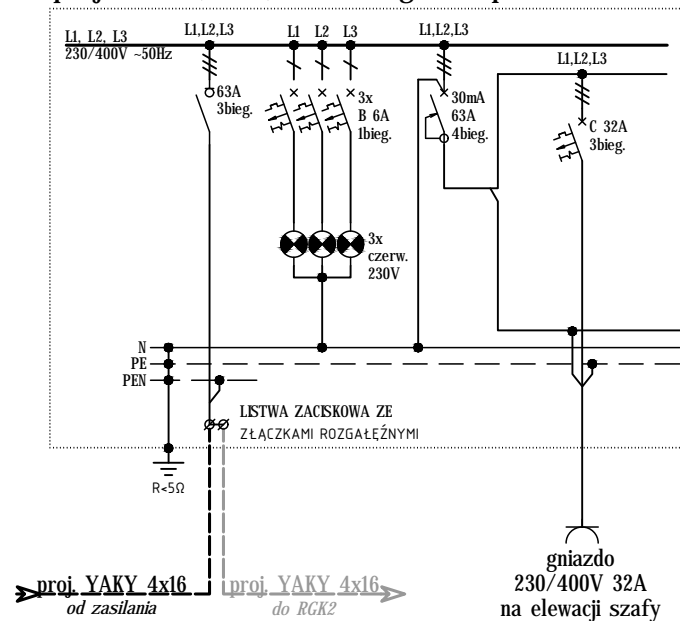 L1, L2, L3
230/400V ~50Hz
L1,L2,L3
L1
L2
L3
L1,L2,L3
L1,L2,L3
63A
3bieg.
3x
B 6A
1bieg.
30mA
63A
4bieg.
C 32A
3bieg.
3x
czerw.
230V
N
PE
PEN
LISTWA ZACISKOWA ZE
ZŁĄCZKAMI ROZGAŁĘŹNYMI
R<5Ω
gniazdo
230/400V 32A
na elewacji szafy
proj. YAKY 4x16
od zasilania
proj. YAKY 4x16
do RGK2